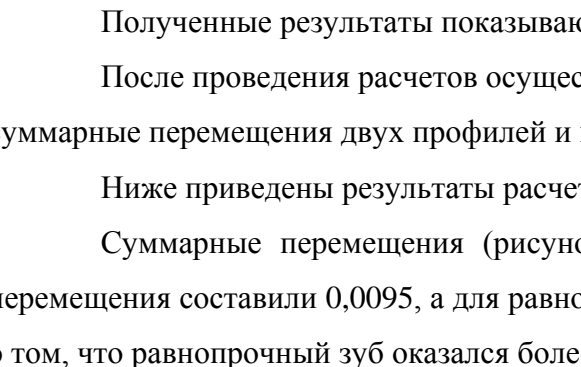 Полученные результаты показываю
После проведения расчетов осущес
суммарные перемещения двух профилей и
Ниже приведены результаты расчет
Суммарные перемещения (рисуно
перемещения составили 0,0095, а для равно
о том, что равнопрочный зуб оказался боле